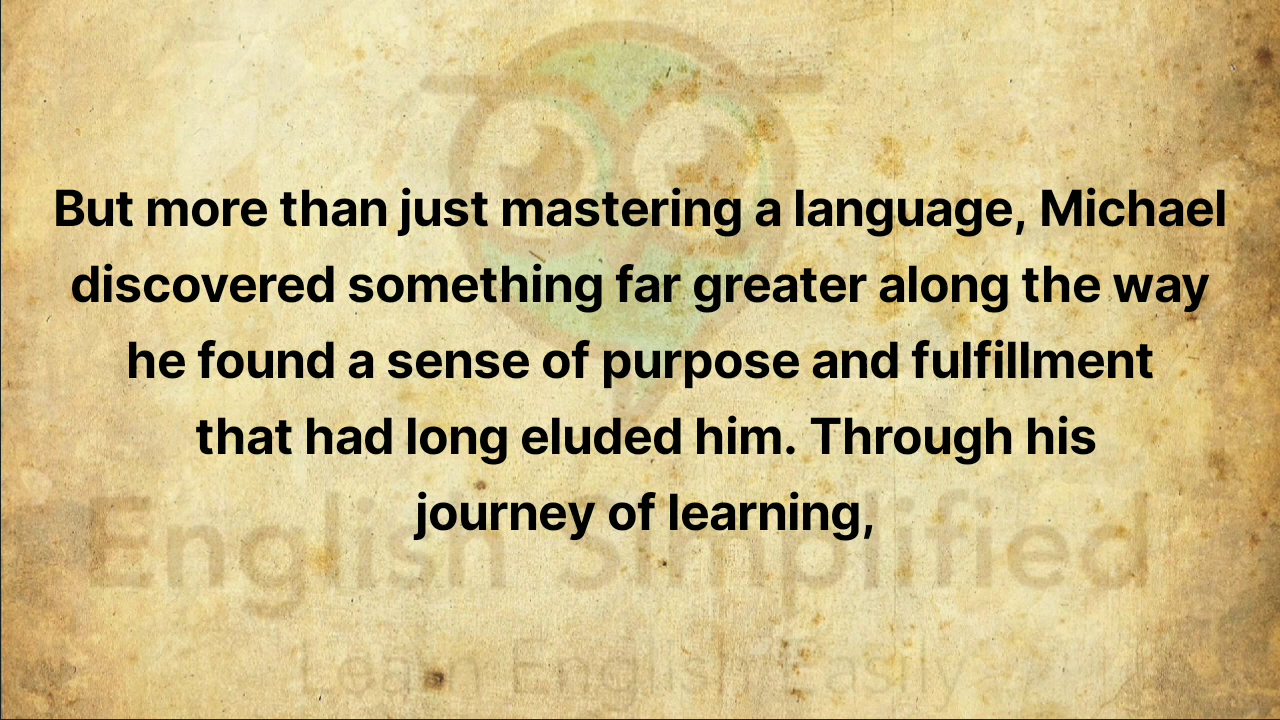 But more than just mastering a language, Michael
discovered something far greater along the way
he found a sense of purpose and fulfillment
that had long eluded him. Through his
journey of learning,
English Simplified
Learn English Easily